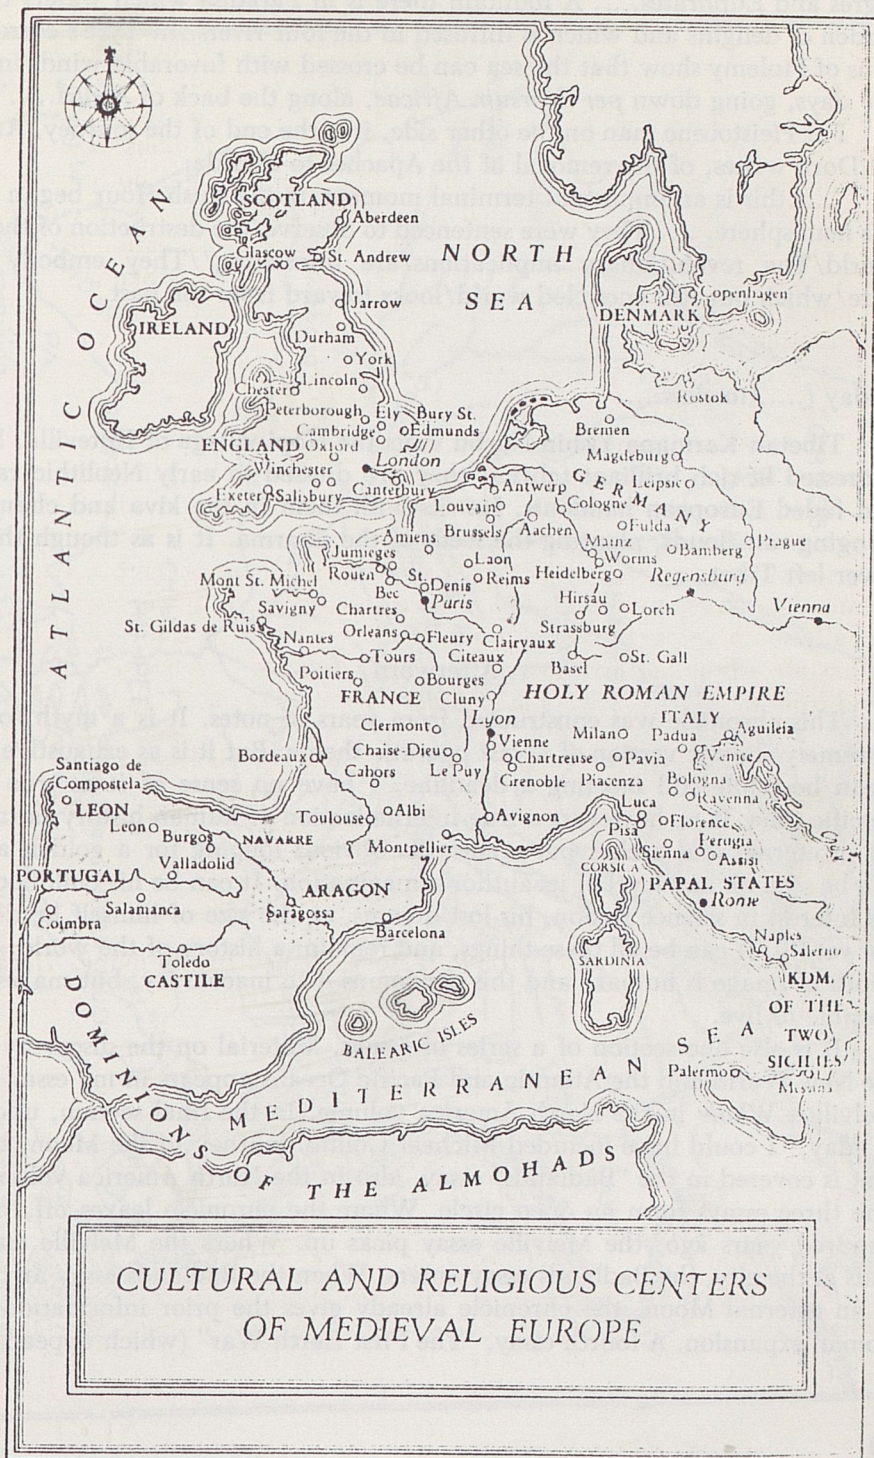 ATLANTIC OCEAN
SCOTLAND
Aberdeen
Glascow
St. Andrew
NORTH
SEA
Jarrow
IRELAND
Durham
York
Chester
Lincoln
Peterborough
Ely
Bury St.
Edmunds
Cambridge
ENGLAND
Oxford
London
Winchester
Canterbury
Exeter
Salisbury
DENMARK
Copenhagen
Rostok
Bremen
Magdeburg
GERMANY
Leipsic
Antwerp
Cologne
Louvain
Fulda
Brussels
Aachen
Mainz
Bamberg
Prague
Amiens
Jumieges
Laon
Worms
Rouen
St.
Denis
Reims
Heidelberg
Regensburg
Mont St. Michel
Bec
Paris
Hirsau
Lorch
Vienna
Savigny
Chartres
St. Gildas de Ruis
Orleans
Fleury
Clairvaux
Strassburg
Nantes
Tours
Citeaux
Basel
St. Gall
Poitiers
Bourges
FRANCE
Cluny
HOLY ROMAN EMPIRE
Lyon
ITALY
Clermont
Vienne
Milan
Padua
Aquileia
Bordeaux
Chaise-Dieu
Chartreuse
Pavia
Venice
Le Puy
Grenoble
Piacenza
Bologna
Cahors
Ravenna
Santiago de
Compostela
LEON
Albi
Luca
Leon
Burgos
NAVARRE
Toulouse
Avignon
Pisa
Florence
Perugia
Montpellier
Sienna
Assisi
PORTUGAL
Valladolid
CORSICA
PAPAL STATES
ARAGON
Rome
Salamanca
Coimbra
Saragossa
Barcelona
Naples
Salerno
Toledo
CASTILE
SARDINIA
KDM.
OF THE
TWO
SICILIES
Palermo
Messina
BALEARIC ISLES
MEDITERRANEAN SEA
DOMINIONS OF THE ALMOHADS
CULTURAL AND RELIGIOUS CENTERS
OF MEDIEVAL EUROPE